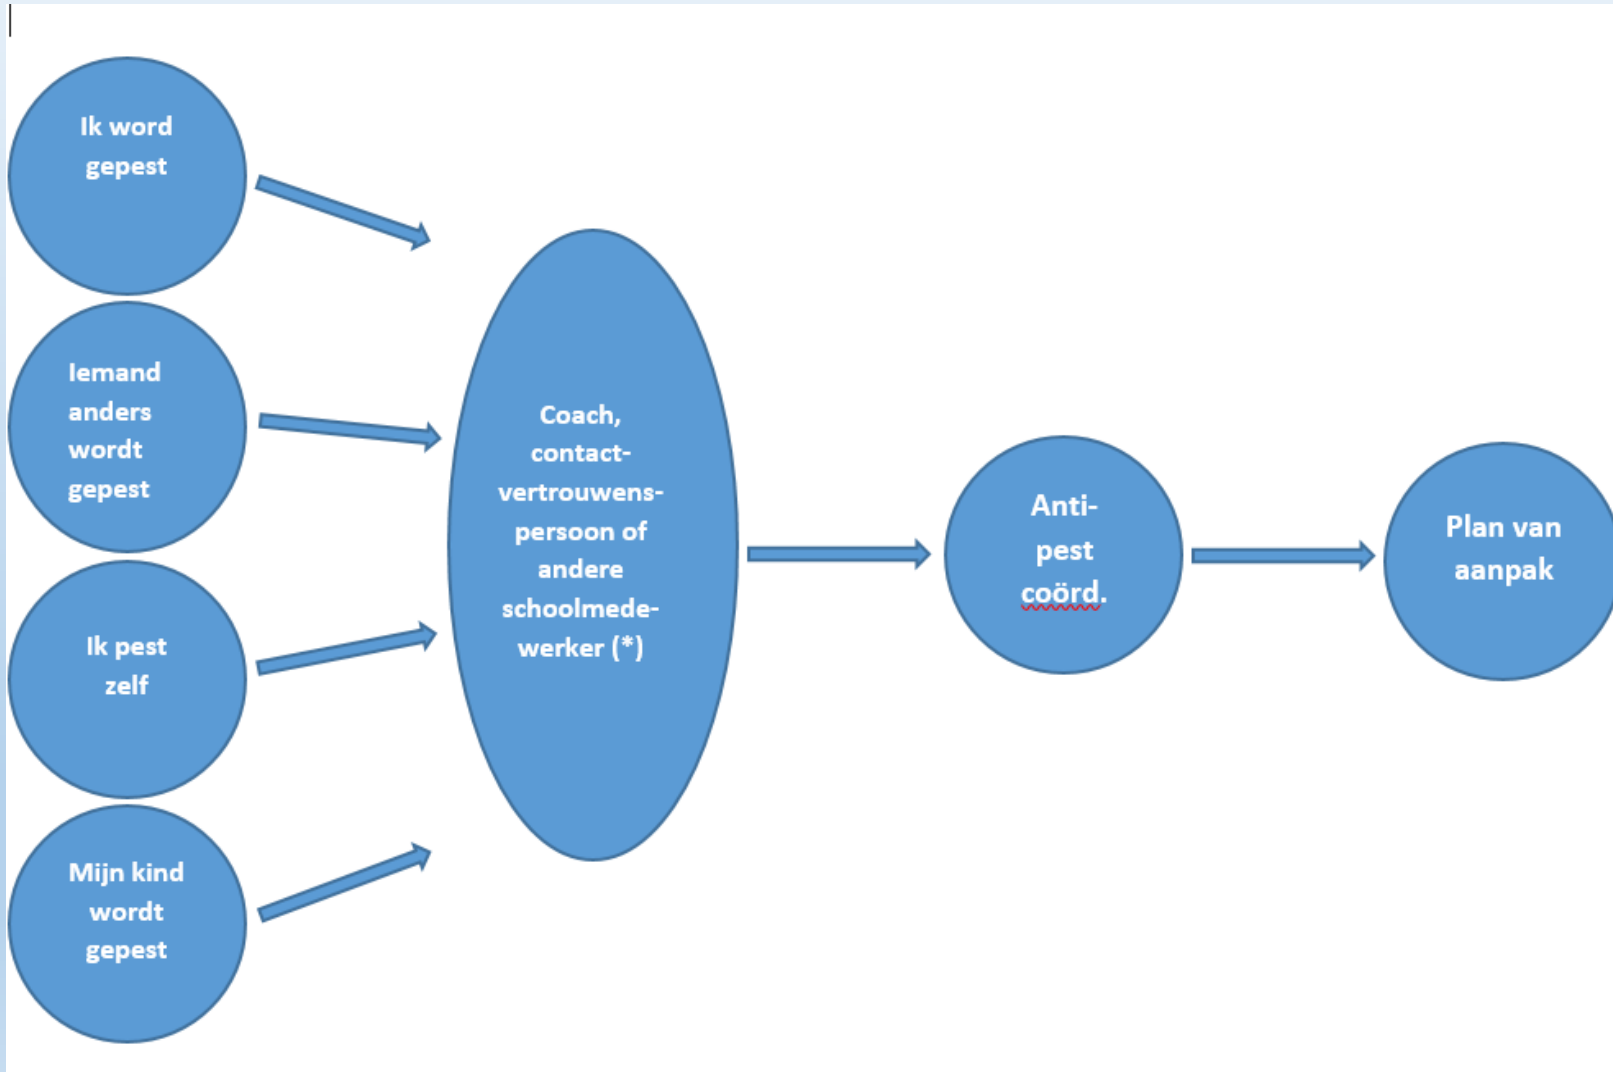 Ik word
gepest
Iemand
anders
wordt
gepest
Ik pest
zelf
Mijn kind
wordt
gepest
Coach,
contact-
vertrouwens-
persoon of
andere
schoolmede-
werker (*)
Anti-
pest
coörd.
Plan van
aanpak